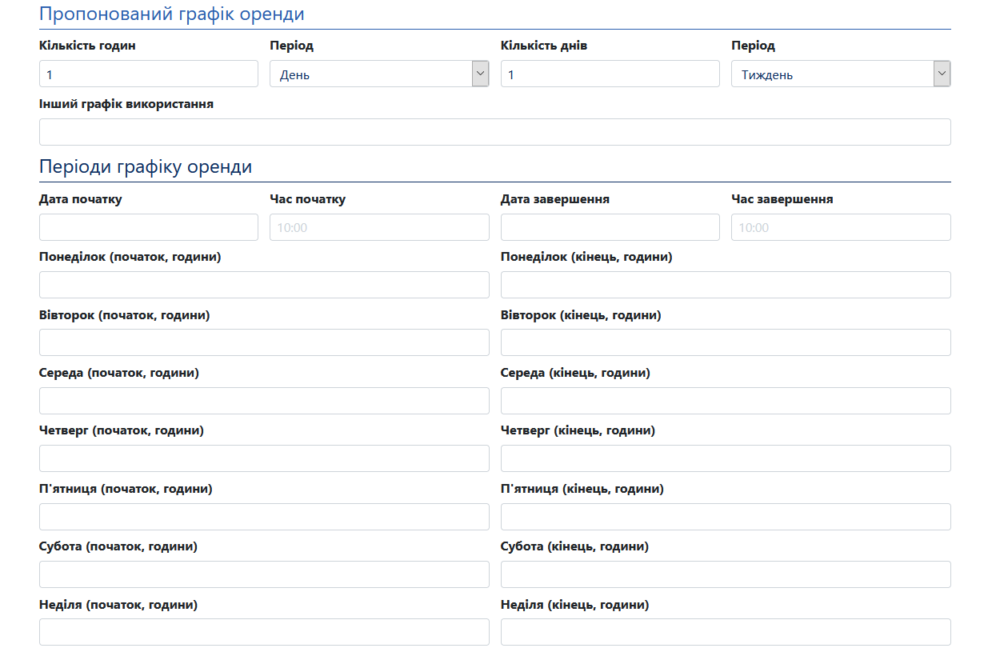 Пропонований графік оренди
Кількість годин Період Кількість днів Період
1 День 1 Тиждень
Інший графік використання
Періоди графіку оренди
Дата початку Час початку Дата завершення Час завершення
10:00 10:00
Понеділок (початок, години) Понеділок (кінець, години)
Вівторок (початок, години) Вівторок (кінець, години)
Середа (початок, години) Середа (кінець, години)
Четверг (початок, години) Четверг (кінець, години)
П'ятниця (початок, години) П'ятниця (кінець, години)
Субота (початок, години) Субота (кінець, години)
Неділя (початок, години) Неділя (кінець, години)